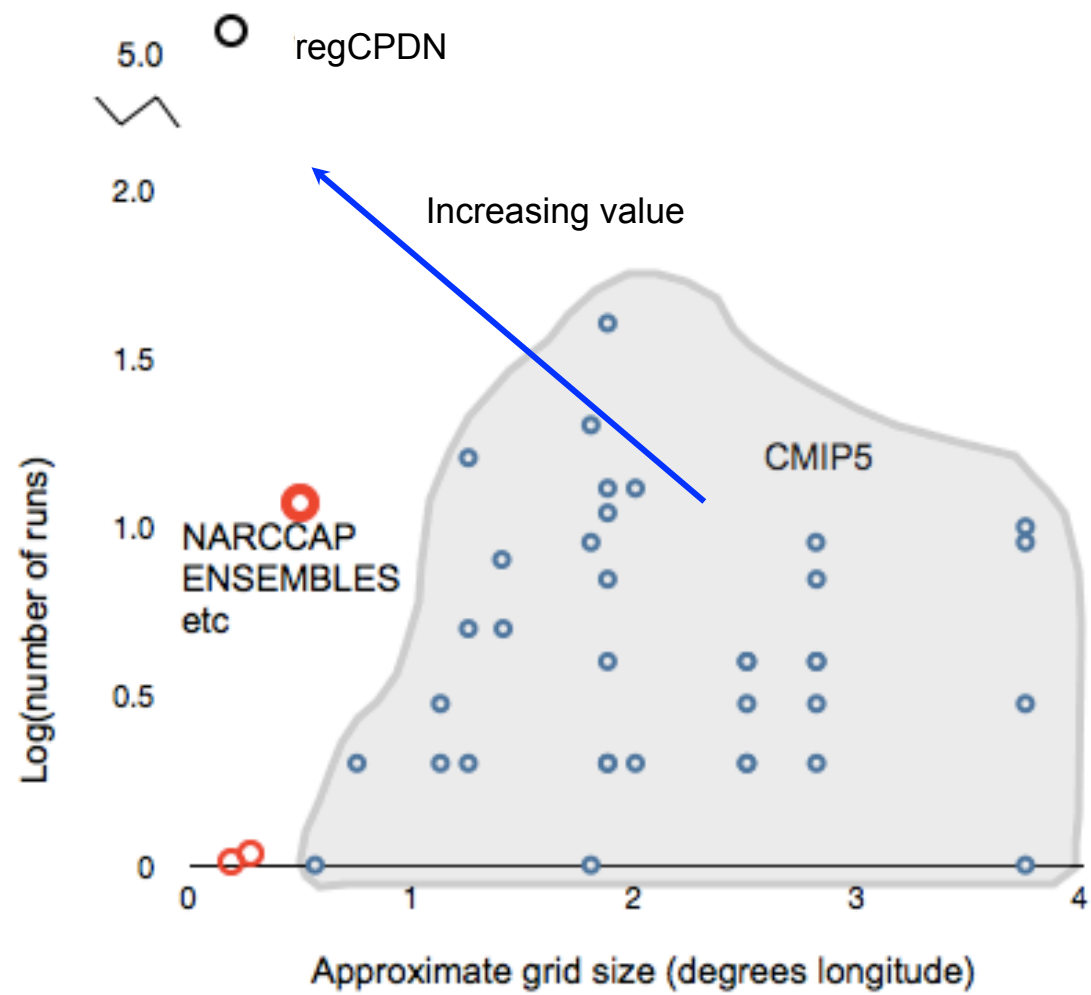 5.0
regCPDN
2.0
Increasing value
1.5
CMIP5
1.0
NARCCAP
ENSEMBLES
etc
0.5
0
0 1 2 3 4
Log(number of runs)
Approximate grid size (degrees longitude)